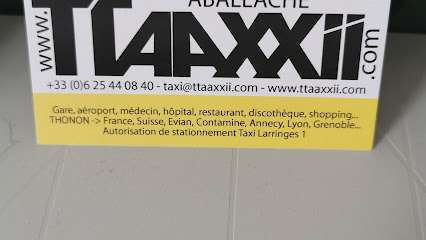 ABALLACHE
www.TTAAXXii.com
+33 (0)6 25 44 08 40 - taxi@ttaaxxii.com - www.ttaaxxii.com
Gare, aéroport, médecin, hôpital, restaurant, discothèque, shopping...
THONON -> France, Suisse, Evian, Contamine, Annecy, Lyon, Grenoble...
Autorisation de stationnement Taxi Larringes 1